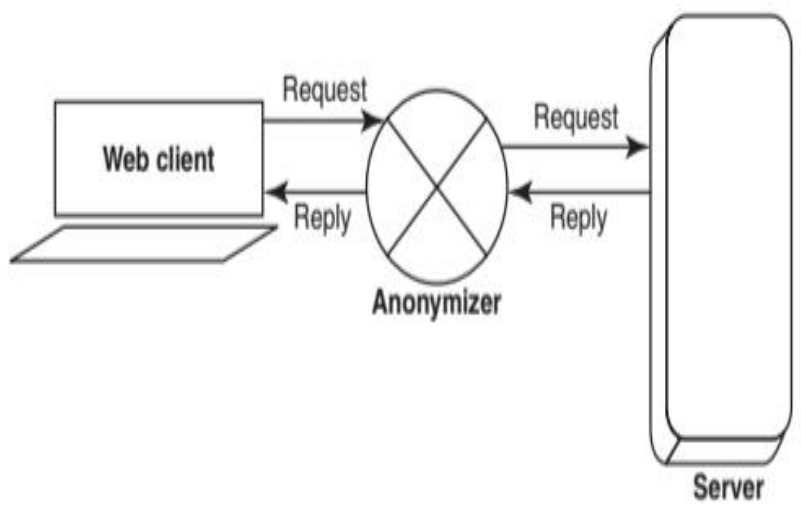 Request
Request
Web client
Reply
Reply
Anonymizer
Server